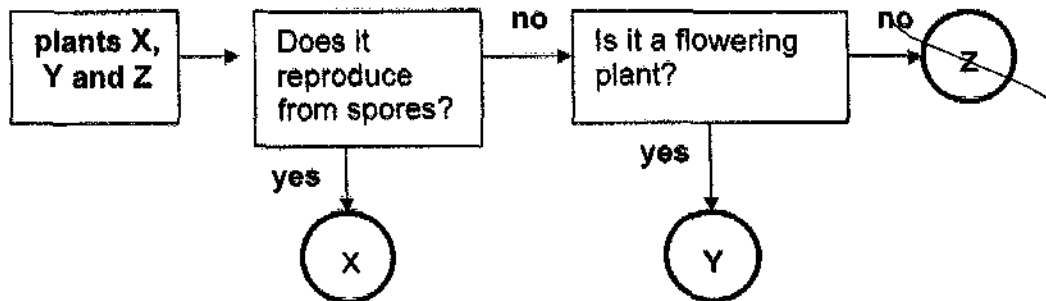 plants X,
Y and Z
Does it
reproduce
from spores?
no
Is it a flowering
plant?
no
Z
yes
X
yes
Y